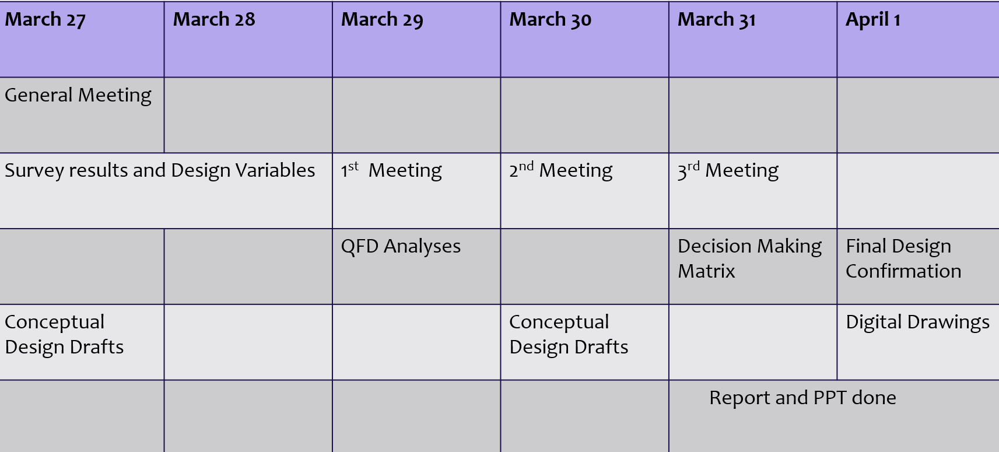 March 27 March 28 March 29 March 30 March 31 April 1
General Meeting
Survey results and Design Variables 1st Meeting 2nd Meeting 3rd Meeting
QFD Analyses Decision Making Final Design
Matrix Confirmation
Conceptual Conceptual Digital Drawings
Design Drafts Design Drafts
Report and PPT done